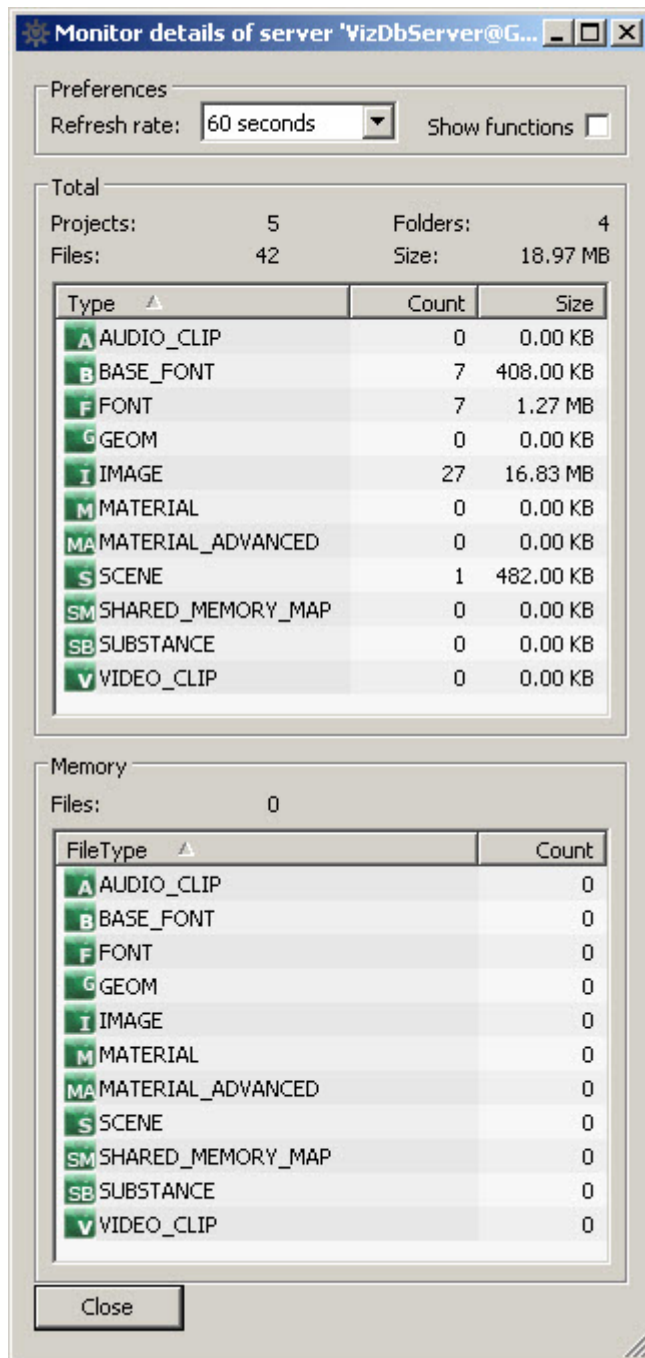 Monitor details of server 'VizDbServer@G...
Preferences
Refresh rate: 60 seconds Show functions
Total
Projects: 5 Folders: 4
Files: 42 Size: 18.97 MB
Type Count Size
A AUDIO_CLIP 0 0.00 KB
B BASE_FONT 7 408.00 KB
F FONT 7 1.27 MB
G GEOM 0 0.00 KB
I IMAGE 27 16.83 MB
M MATERIAL 0 0.00 KB
MA MATERIAL_ADVANCED 0 0.00 KB
S SCENE 1 482.00 KB
SM SHARED_MEMORY_MAP 0 0.00 KB
SB SUBSTANCE 0 0.00 KB
V VIDEO_CLIP 0 0.00 KB
Memory
Files: 0
FileType Count
A AUDIO_CLIP 0
B BASE_FONT 0
F FONT 0
G GEOM 0
I IMAGE 0
M MATERIAL 0
MA MATERIAL_ADVANCED 0
S SCENE 0
SM SHARED_MEMORY_MAP 0
SB SUBSTANCE 0
V VIDEO_CLIP 0
Close